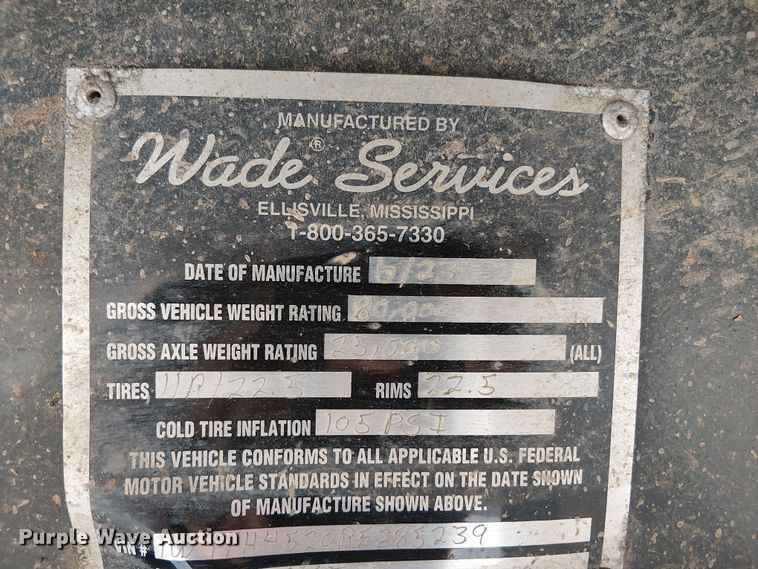 MANUFACTURED BY
Wade® Services
ELLISVILLE, MISSISSIPPI
1-800-365-7330
DATE OF MANUFACTURE 5/23
GROSS VEHICLE WEIGHT RATING 80,000
GROSS AXLE WEIGHT RATING 25,000 (ALL)
TIRES 11R/22.5 RIMS 22.5
COLD TIRE INFLATION 105 PSI
THIS VEHICLE CONFORMS TO ALL APPLICABLE U.S. FEDERAL
MOTOR VEHICLE STANDARDS IN EFFECT ON THE DATE SHOWN
OF MANUFACTURE SHOWN ABOVE.
VIN #
Purple Wave Auction